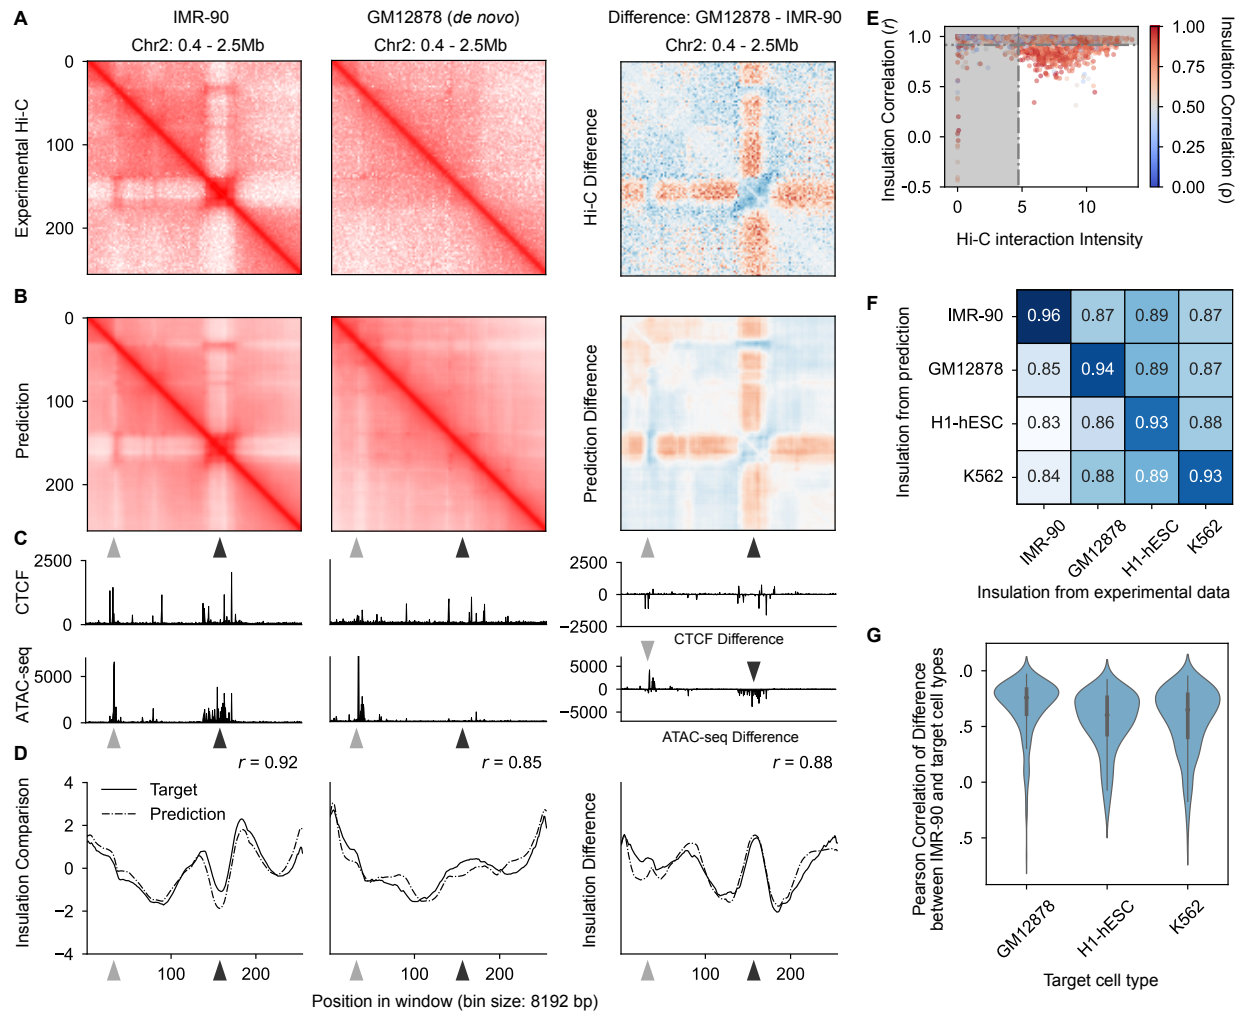 A
IMR-90
Chr2: 0.4 - 2.5Mb
GM12878 (de novo)
Chr2: 0.4 - 2.5Mb
Difference: GM12878 - IMR-90
Chr2: 0.4 - 2.5Mb
Experimental Hi-C
0
100
200
Hi-C Difference
B
Prediction
0
100
200
Prediction Difference
C
CTCF
2500
0
2500
0
−2500
CTCF Difference
ATAC-seq
5000
0
5000
0
−5000
ATAC-seq Difference
D
Insulation Comparison
4
2
0
−2
−4
r = 0.92
Target
Prediction
100
200
r = 0.85
100
200
Insulation Difference
r = 0.88
100
200
Position in window (bin size: 8192 bp)
E
Insulation Correlation (r)
1.0
0.5
0.0
−0.5
0
5
10
Hi-C interaction Intensity
1.00
0.75
0.50
0.25
0.00
Insulation Correlation (ρ)
F
Insulation from prediction
IMR-90
0.96
0.87
0.89
0.87
GM12878
0.85
0.94
0.89
0.87
H1-hESC
0.83
0.86
0.93
0.88
K562
0.84
0.88
0.89
0.93
IMR-90
GM12878
H1-hESC
K562
Insulation from experimental data
G
Pearson Correlation of Difference
between IMR-90 and target cell types
.0
.5
.0
.5
GM12878
H1-hESC
K562
Target cell type